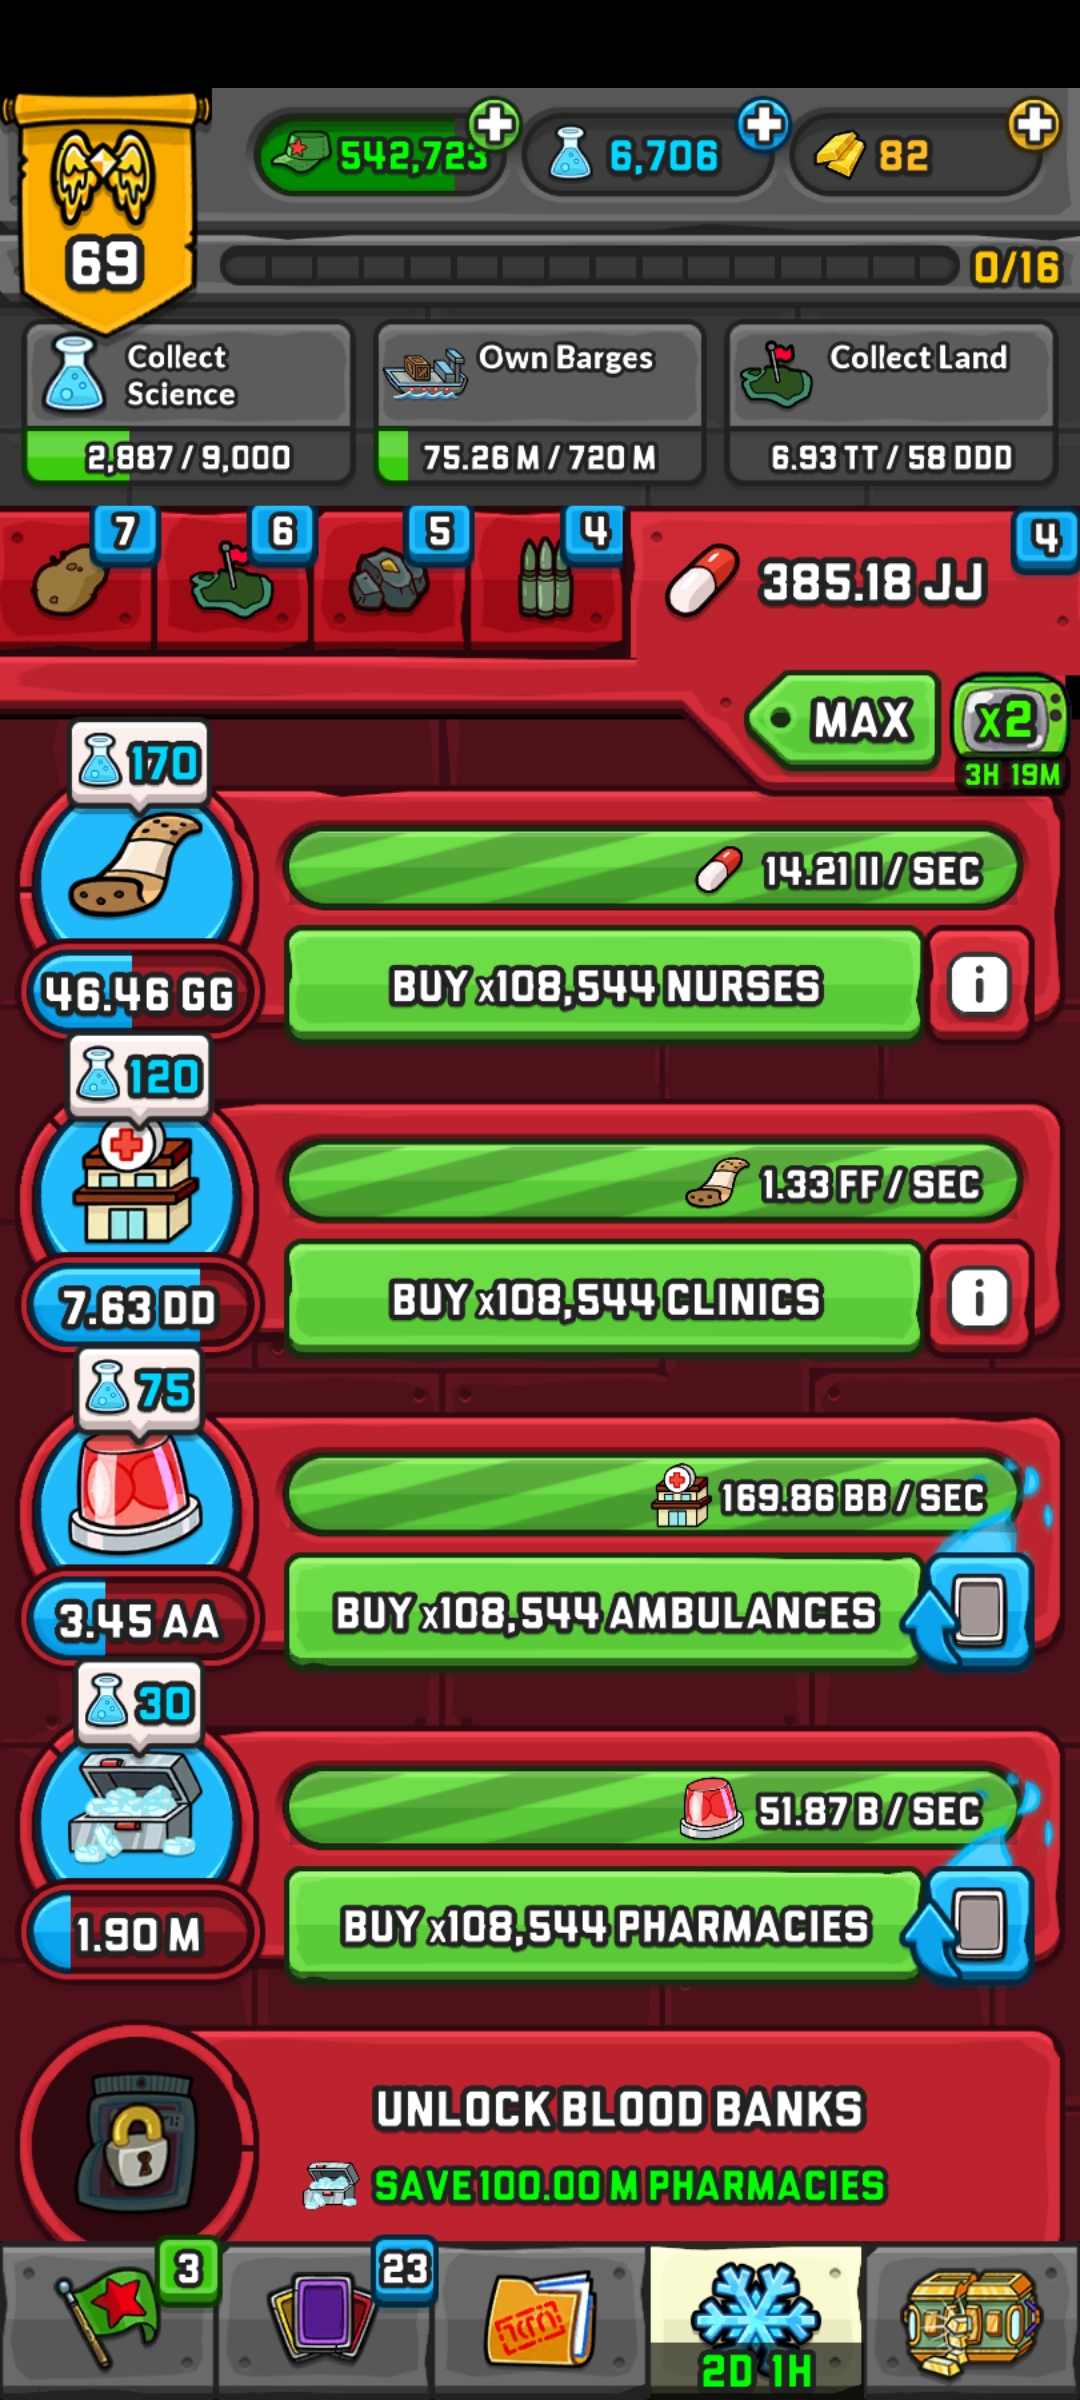 542,723
6,706
82
69
0/16
Collect
Science
2,887 / 9,000
Own Barges
75.26 M / 720 M
Collect Land
6.93 TT / 58 DDD
7
6
5
4
385.18 JJ
4
MAX
x2
3H 19M
170
14.21 II / SEC
46.46 GG
BUY x108,544 NURSES
i
120
1.33 FF / SEC
7.63 DD
BUY x108,544 CLINICS
i
75
169.86 BB / SEC
3.45 AA
BUY x108,544 AMBULANCES
30
51.87 B / SEC
1.90 M
BUY x108,544 PHARMACIES
UNLOCK BLOOD BANKS
SAVE 100.00 M PHARMACIES
3
23
2D 1H